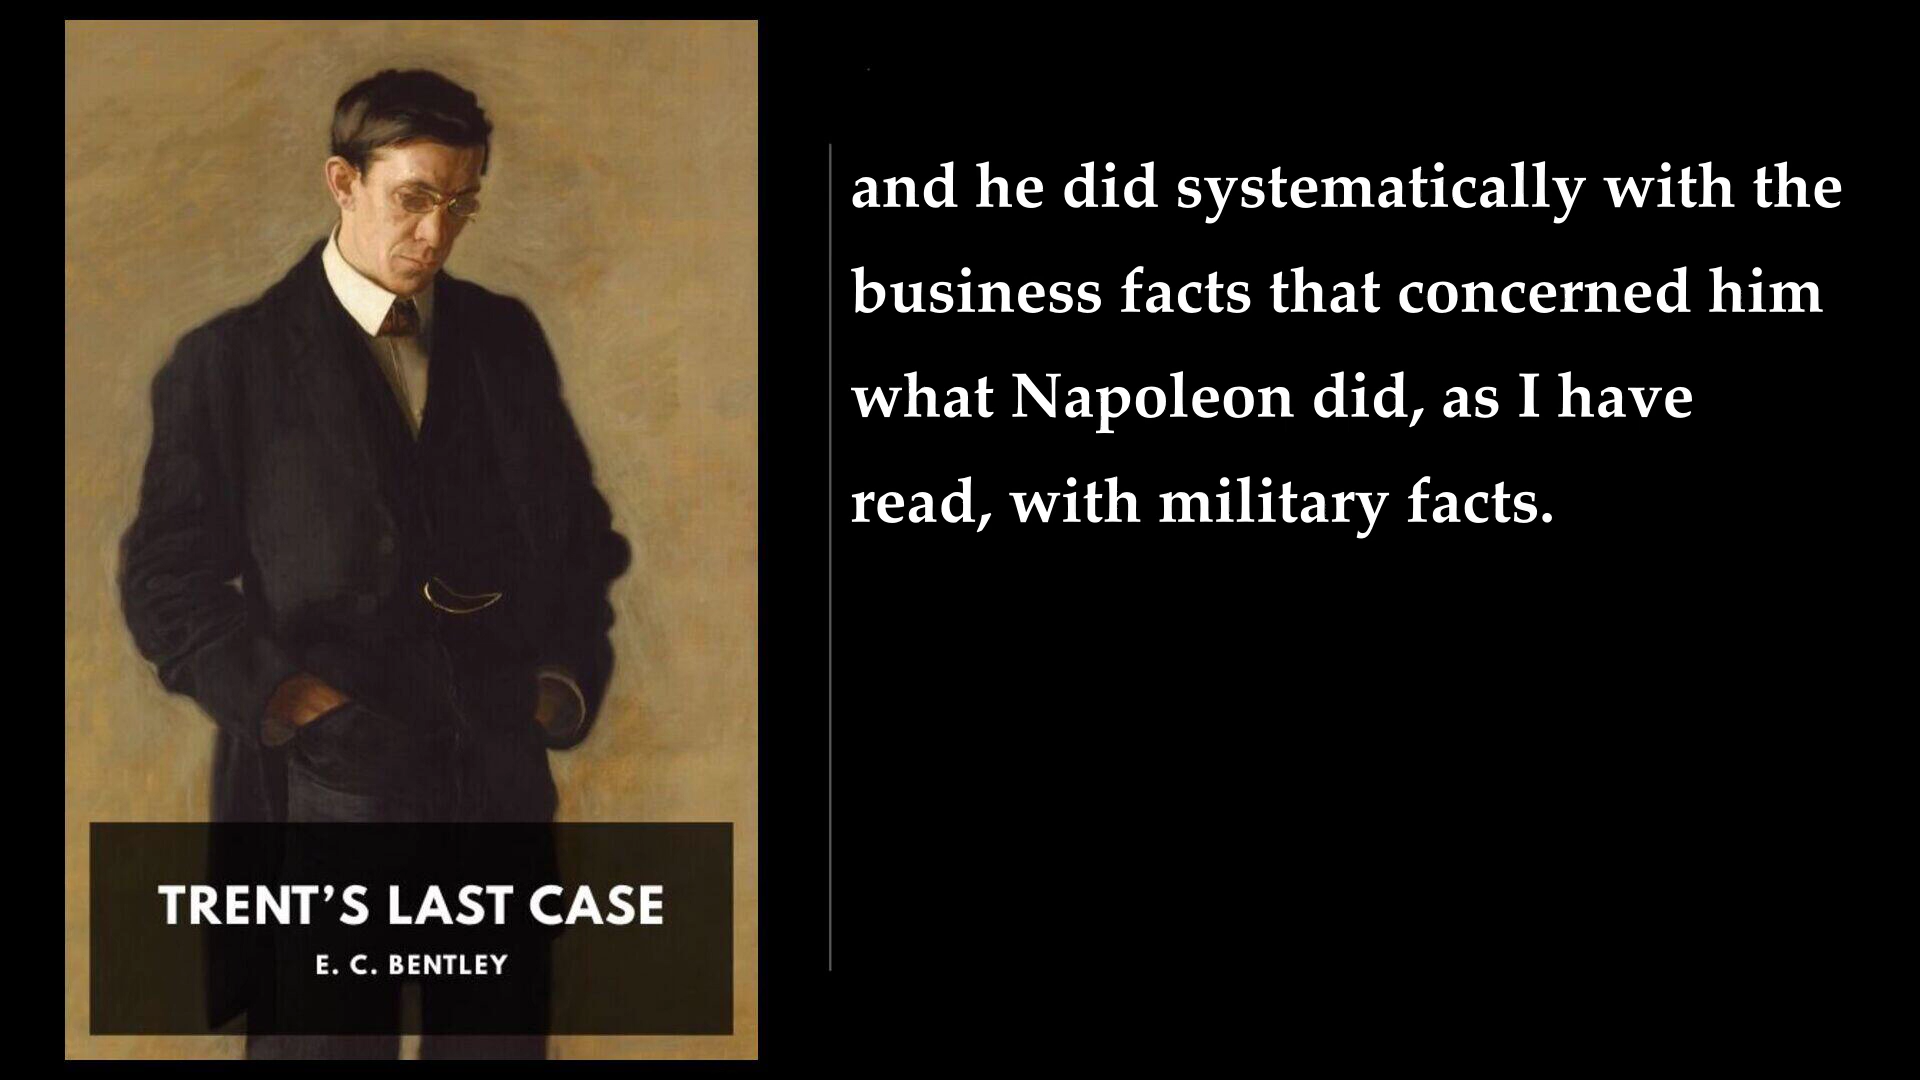 and he did systematically with the
business facts that concerned him
what Napoleon did, as I have
read, with military facts.
TRENT’S LAST CASE
E. C. BENTLEY